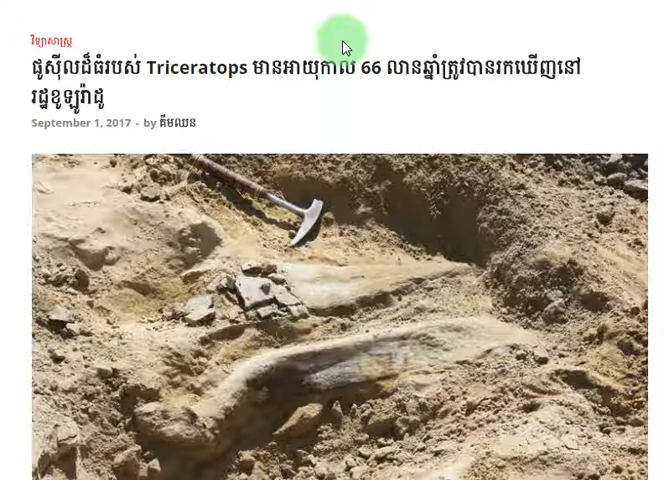 វិទ្យាសាស្ត្រ
ផូស៊ីលដ៏ធំរបស់ Triceratops មានអាយុកាល 66 លានឆ្នាំត្រូវបានរកឃើញនៅ
រដ្ឋខូឡូរ៉ាដូ
September 1, 2017 - by គឹមឈន